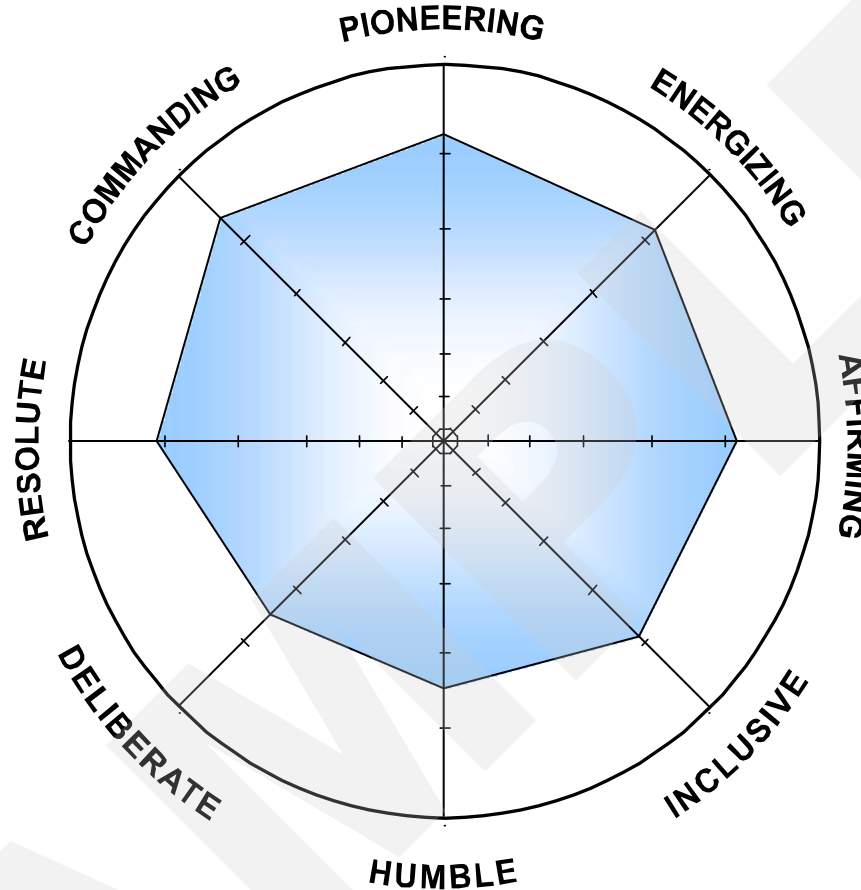 PIONEERING
ENERGIZING
AFFIRMING
INCLUSIVE
HUMBLE
DELIBERATE
RESOLUTE
COMMANDING